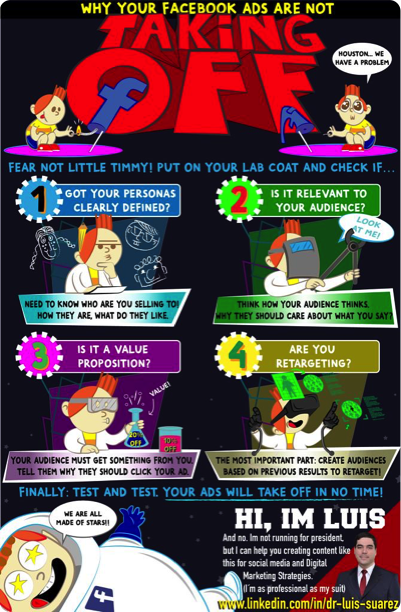 WHY YOUR FACEBOOK ADS ARE NOT
TAKING
OFF
HOUSTON... WE
HAVE A PROBLEM
f
f
FEAR NOT LITTLE TIMMY! PUT ON YOUR LAB COAT AND CHECK IF...
1 GOT YOUR PERSONAS
CLEARLY DEFINED?
NEED TO KNOW WHO ARE YOU SELLING TO!
HOW THEY ARE, WHAT DO THEY LIKE.
2 IS IT RELEVANT TO
YOUR AUDIENCE?
LOOK
AT ME!
THINK HOW YOUR AUDIENCE THINKS.
WHY THEY SHOULD CARE ABOUT WHAT YOU SAY?
3 IS IT A VALUE
PROPOSITION?
VALUE!
20%
OFF
10%
OFF
YOUR AUDIENCE MUST GET SOMETHING FROM YOU.
TELL THEM WHY THEY SHOULD CLICK YOUR AD.
4 ARE YOU
RETARGETING?
THE MOST IMPORTANT PART: CREATE AUDIENCES
BASED ON PREVIOUS RESULTS TO RETARGET!
FINALLY: TEST AND TEST YOUR ADS WILL TAKE OFF IN NO TIME!
WE ARE ALL
MADE OF STARS!!
f
HI, IM LUIS
And no. Im not running for president,
but I can help you creating content like
this for social media and Digital
Marketing Strategies.
(I´m as professional as my suit)
www.linkedin.com/in/dr-luis-suarez